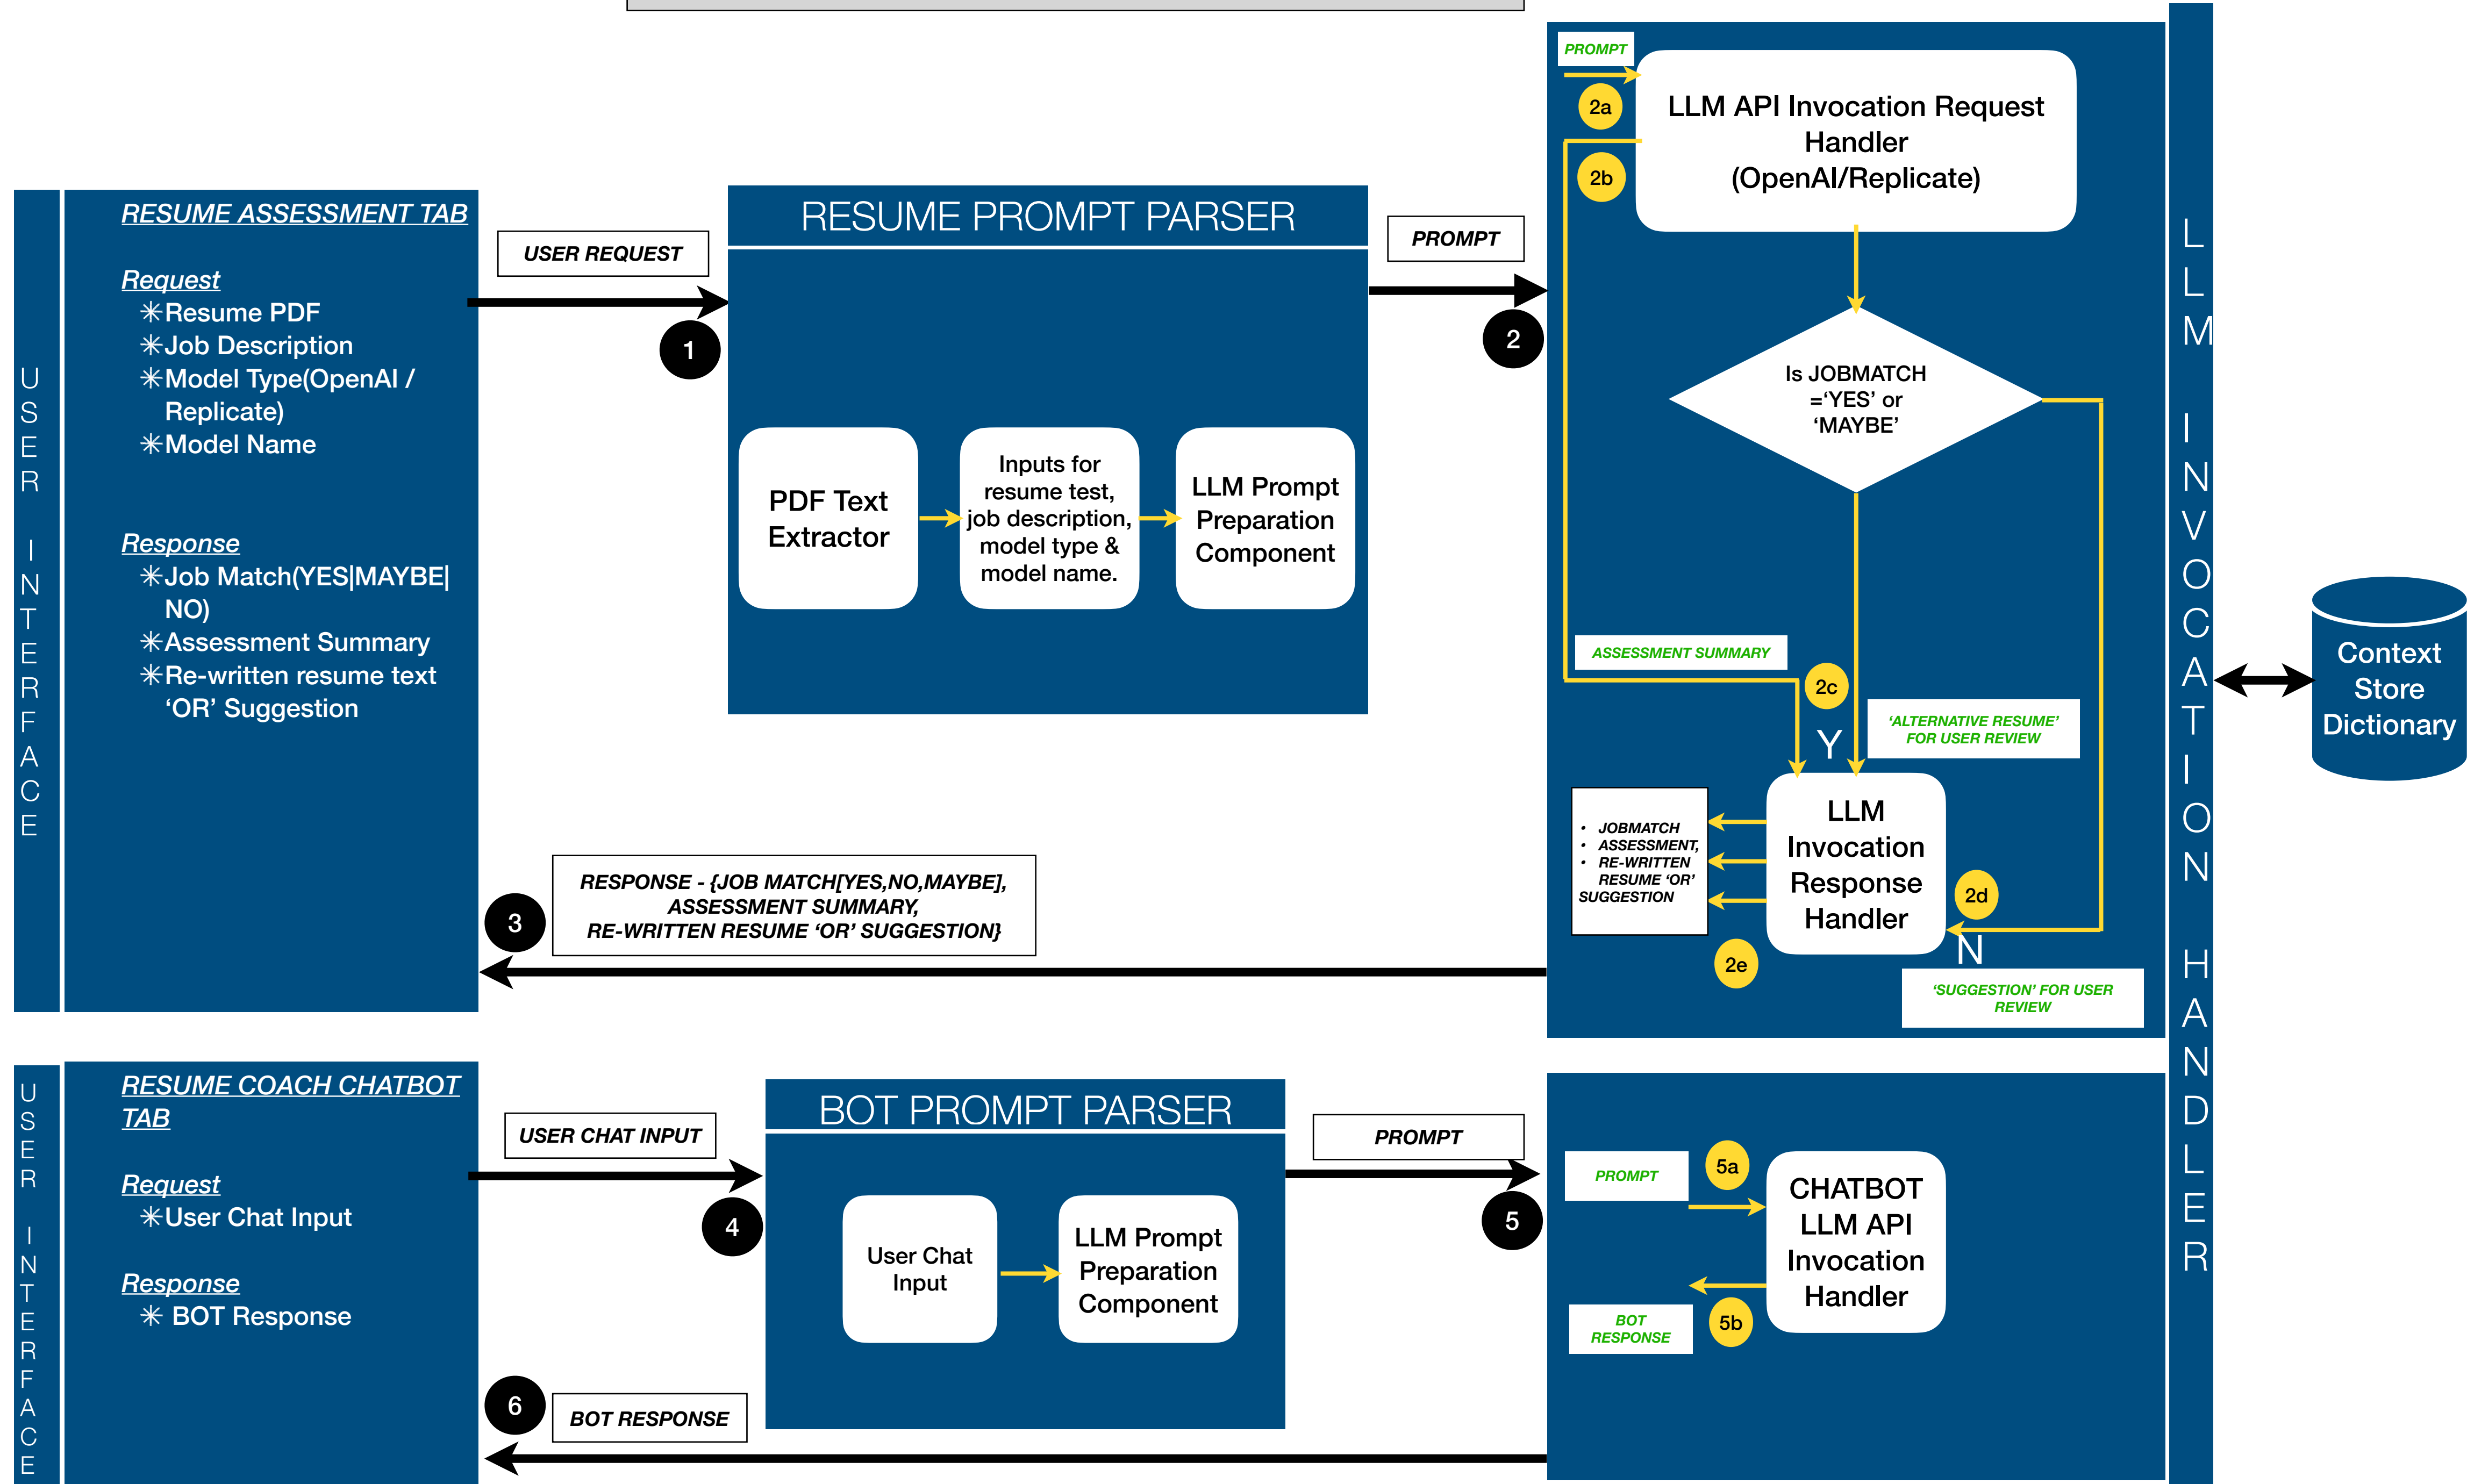 USER INTERFACE
RESUME ASSESSMENT TAB
Request
✳Resume PDF
✳Job Description
✳Model Type(OpenAI /
Replicate)
✳Model Name
Response
✳Job Match(YES|MAYBE|
NO)
✳Assessment Summary
✳Re-written resume text
‘OR’ Suggestion
USER REQUEST
1
RESUME PROMPT PARSER
PDF Text
Extractor
Inputs for
resume test,
job description,
model type &
model name.
LLM Prompt
Preparation
Component
PROMPT
2
PROMPT
2a
2b
LLM API Invocation Request
Handler
(OpenAI/Replicate)
Is JOBMATCH
=‘YES’ or
‘MAYBE’
ASSESSMENT SUMMARY
2c
Y
‘ALTERNATIVE RESUME’
FOR USER REVIEW
LLM
Invocation
Response
Handler
• JOBMATCH
• ASSESSMENT,
• RE-WRITTEN
RESUME ‘OR’
SUGGESTION
2d
N
2e
‘SUGGESTION’ FOR USER
REVIEW
3
RESPONSE - {JOB MATCH[YES,NO,MAYBE],
ASSESSMENT SUMMARY,
RE-WRITTEN RESUME ‘OR’ SUGGESTION}
LLM INVOCATION HANDLER
Context
Store
Dictionary
USER INTERFACE
RESUME COACH CHATBOT
TAB
Request
✳User Chat Input
Response
✳ BOT Response
USER CHAT INPUT
4
BOT PROMPT PARSER
User Chat
Input
LLM Prompt
Preparation
Component
PROMPT
5
PROMPT
5a
CHATBOT
LLM API
Invocation
Handler
BOT
RESPONSE
5b
6
BOT RESPONSE